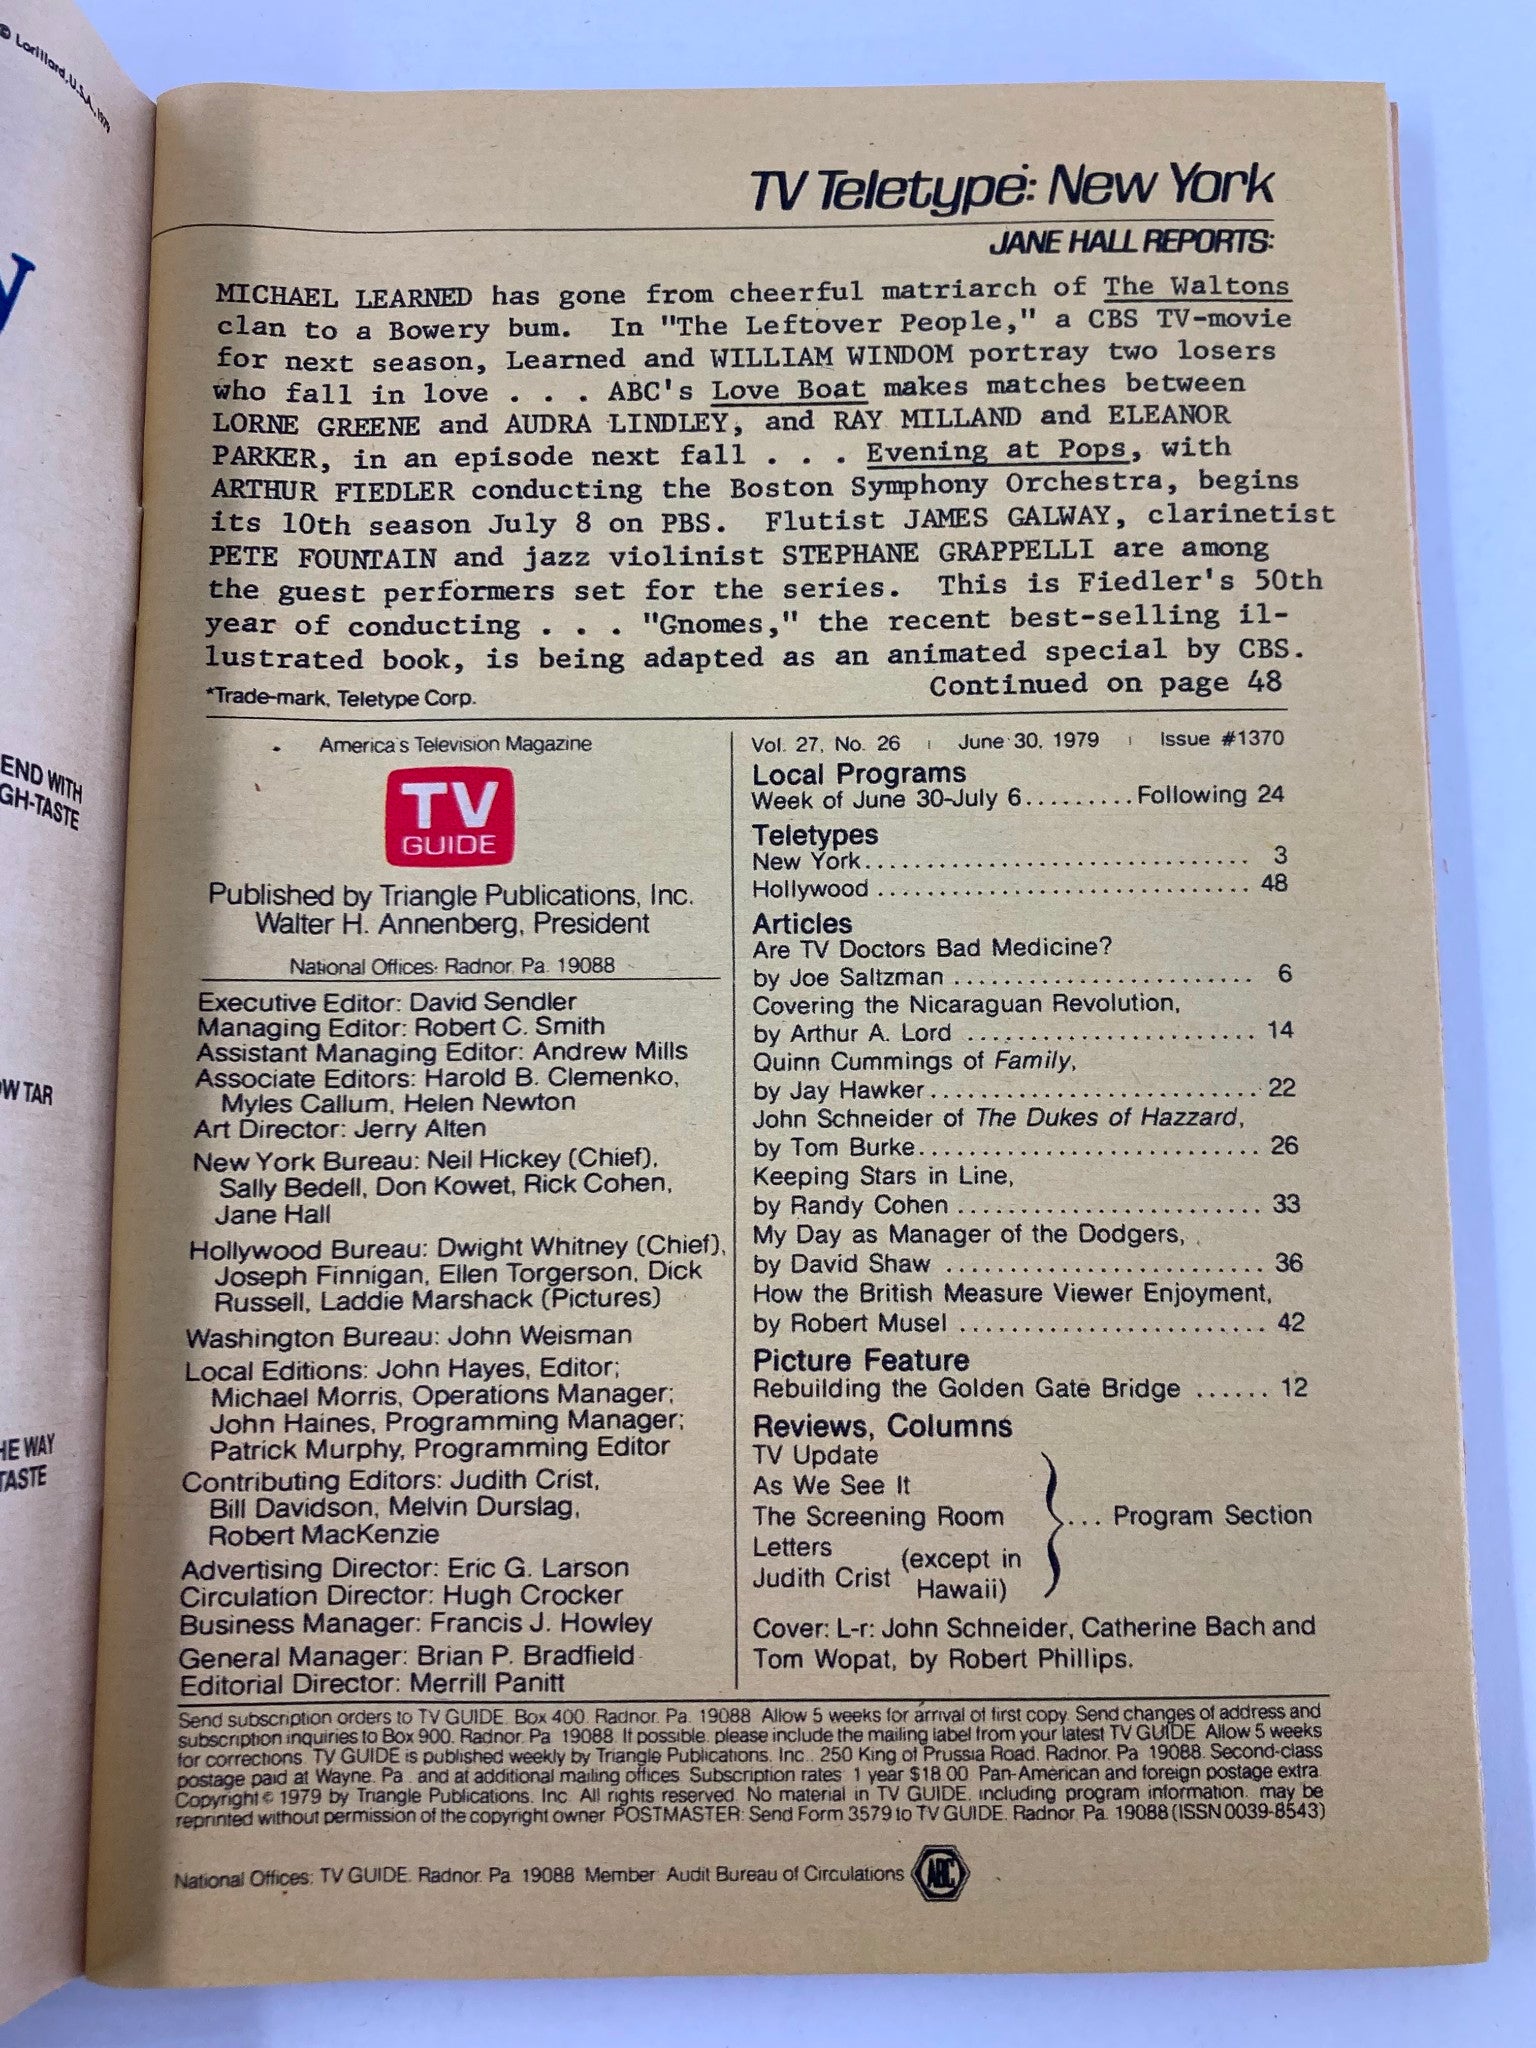 © Lorillard, U.S.A., 1979
END WITH
GH-TASTE
OW TAR
HE WAY
TASTE
TV Teletype: New York
JANE HALL REPORTS:
MICHAEL LEARNED has gone from cheerful matriarch of The Waltons
clan to a Bowery bum. In "The Leftover People," a CBS TV-movie
for next season, Learned and WILLIAM WINDOM portray two losers
who fall in love . . . ABC's Love Boat makes matches between
LORNE GREENE and AUDRA LINDLEY, and RAY MILLAND and ELEANOR
PARKER, in an episode next fall . . . Evening at Pops, with
ARTHUR FIEDLER conducting the Boston Symphony Orchestra, begins
its 10th season July 8 on PBS. Flutist JAMES GALWAY, clarinetist
PETE FOUNTAIN and jazz violinist STEPHANE GRAPPELLI are among
the guest performers set for the series. This is Fiedler's 50th
year of conducting . . . "Gnomes," the recent best-selling il-
lustrated book, is being adapted as an animated special by CBS.
Continued on page 48
*Trade-mark, Teletype Corp.
America's Television Magazine
TV
GUIDE
Published by Triangle Publications, Inc.
Walter H. Annenberg, President
National Offices: Radnor, Pa. 19088
Executive Editor: David Sendler
Managing Editor: Robert C. Smith
Assistant Managing Editor: Andrew Mills
Associate Editors: Harold B. Clemenko,
Myles Callum, Helen Newton
Art Director: Jerry Alten
New York Bureau: Neil Hickey (Chief),
Sally Bedell, Don Kowet, Rick Cohen,
Jane Hall
Hollywood Bureau: Dwight Whitney (Chief),
Joseph Finnigan, Ellen Torgerson, Dick
Russell, Laddie Marshack (Pictures)
Washington Bureau: John Weisman
Local Editions: John Hayes, Editor;
Michael Morris, Operations Manager;
John Haines, Programming Manager;
Patrick Murphy, Programming Editor
Contributing Editors: Judith Crist,
Bill Davidson, Melvin Durslag,
Robert MacKenzie
Advertising Director: Eric G. Larson
Circulation Director: Hugh Crocker
Business Manager: Francis J. Howley
General Manager: Brian P. Bradfield
Editorial Director: Merrill Panitt
Vol. 27, No. 26 | June 30, 1979 | Issue #1370
Local Programs
Week of June 30-July 6.........Following 24
Teletypes
New York................................ 3
Hollywood ............................... 48
Articles
Are TV Doctors Bad Medicine?
by Joe Saltzman ......................... 6
Covering the Nicaraguan Revolution,
by Arthur A. Lord ........................ 14
Quinn Cummings of Family,
by Jay Hawker........................... 22
John Schneider of The Dukes of Hazzard,
by Tom Burke............................ 26
Keeping Stars in Line,
by Randy Cohen ......................... 33
My Day as Manager of the Dodgers,
by David Shaw .......................... 36
How the British Measure Viewer Enjoyment,
by Robert Musel ......................... 42
Picture Feature
Rebuilding the Golden Gate Bridge ...... 12
Reviews, Columns
TV Update
As We See It
The Screening Room ... Program Section
Letters
Judith Crist (except in
Hawaii)
Cover: L-r: John Schneider, Catherine Bach and
Tom Wopat, by Robert Phillips.
Send subscription orders to TV GUIDE, Box 400, Radnor, Pa. 19088. Allow 5 weeks for arrival of first copy. Send changes of address and
subscription inquiries to Box 900, Radnor, Pa. 19088. If possible, please include the mailing label from your latest TV GUIDE. Allow 5 weeks
for corrections. TV GUIDE is published weekly by Triangle Publications, Inc., 250 King of Prussia Road, Radnor, Pa. 19088. Second-class
postage paid at Wayne, Pa., and at additional mailing offices. Subscription rates: 1 year $18.00. Pan-American and foreign postage extra.
Copyright © 1979 by Triangle Publications, Inc. All rights reserved. No material in TV GUIDE, including program information, may be
reprinted without permission of the copyright owner. POSTMASTER: Send Form 3579 to TV GUIDE, Radnor, Pa. 19088 (ISSN 0039-8543)
National Offices: TV GUIDE, Radnor, Pa. 19088 Member: Audit Bureau of Circulations ABC